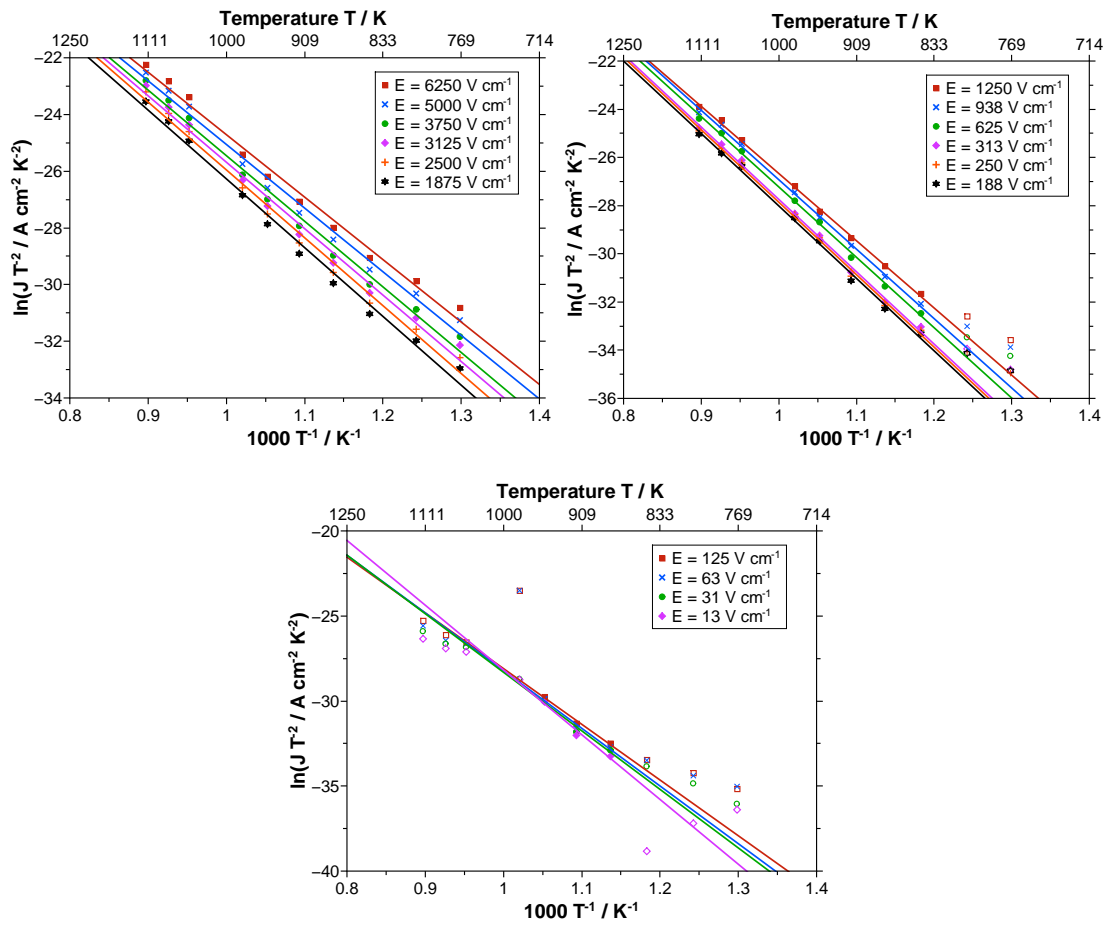 Temperature T / K
1250 1111 1000 909 833 769 714
−22
−24
−26
−28
−30
−32
−34
ln(J T-2 / A cm-2 K-2)
E = 6250 V cm-1
E = 5000 V cm-1
E = 3750 V cm-1
E = 3125 V cm-1
E = 2500 V cm-1
E = 1875 V cm-1
0.8 0.9 1 1.1 1.2 1.3 1.4
1000 T-1 / K-1
Temperature T / K
1250 1111 1000 909 833 769 714
−22
−24
−26
−28
−30
−32
−34
−36
ln(J T-2 / A cm-2 K-2)
E = 1250 V cm-1
E = 938 V cm-1
E = 625 V cm-1
E = 313 V cm-1
E = 250 V cm-1
E = 188 V cm-1
0.8 0.9 1 1.1 1.2 1.3 1.4
1000 T-1 / K-1
Temperature T / K
1250 1111 1000 909 833 769 714
−20
−25
−30
−35
−40
ln(J T-2 / A cm-2 K-2)
E = 125 V cm-1
E = 63 V cm-1
E = 31 V cm-1
E = 13 V cm-1
0.8 0.9 1 1.1 1.2 1.3 1.4
1000 T-1 / K-1